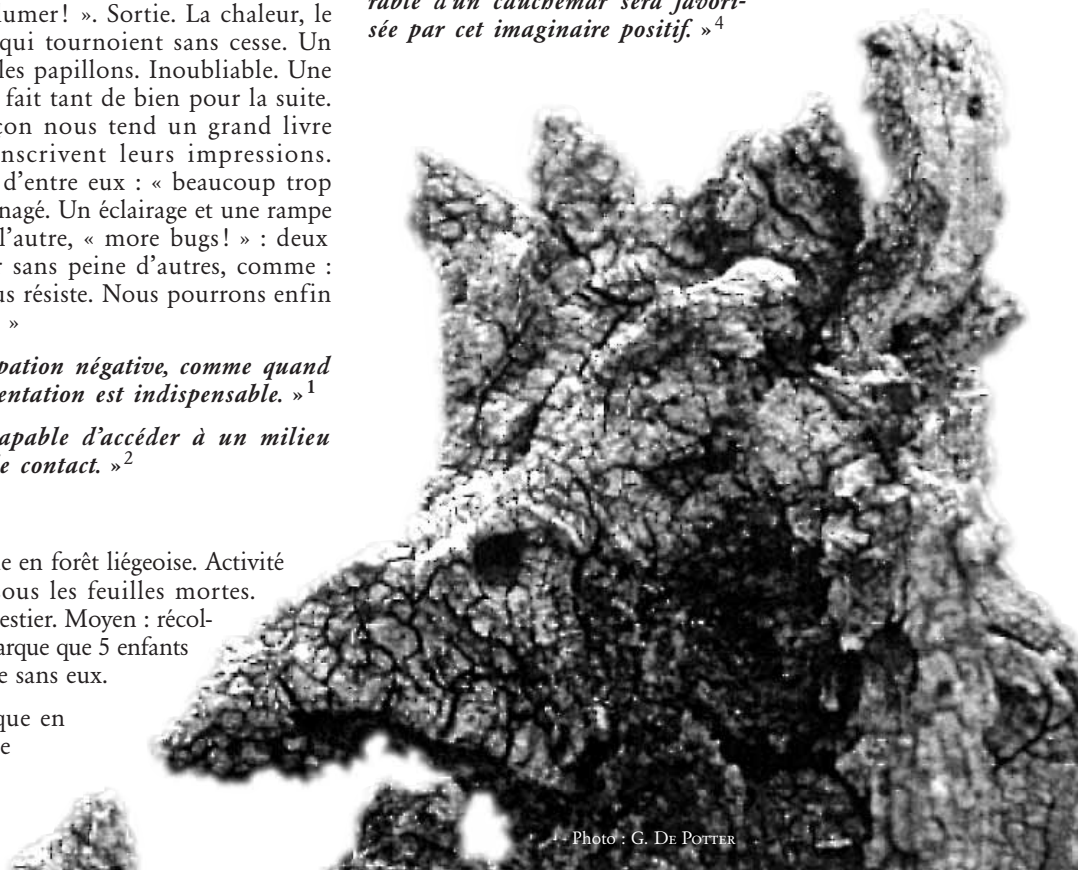 umer ! ». Sortie. La chaleur, le
qui tournoient sans cesse. Un
les papillons. Inoubliable. Une
fait tant de bien pour la suite.
con nous tend un grand livre
nscrivent leurs impressions.
d'entre eux : « beaucoup trop
nagé. Un éclairage et une rampe
l'autre, « more bugs ! » : deux
r sans peine d'autres, comme :
us résiste. Nous pourrons enfin
»
pation négative, comme quand
entation est indispensable. »1
apable d'accéder à un milieu
le contact. »2
e en forêt liégeoise. Activité
ous les feuilles mortes.
estier. Moyen : récol-
arque que 5 enfants
e sans eux.
que en
e
rable d'un cauchemar sera favori-
sée par cet imaginaire positif. »4
Photo : G. De Potter